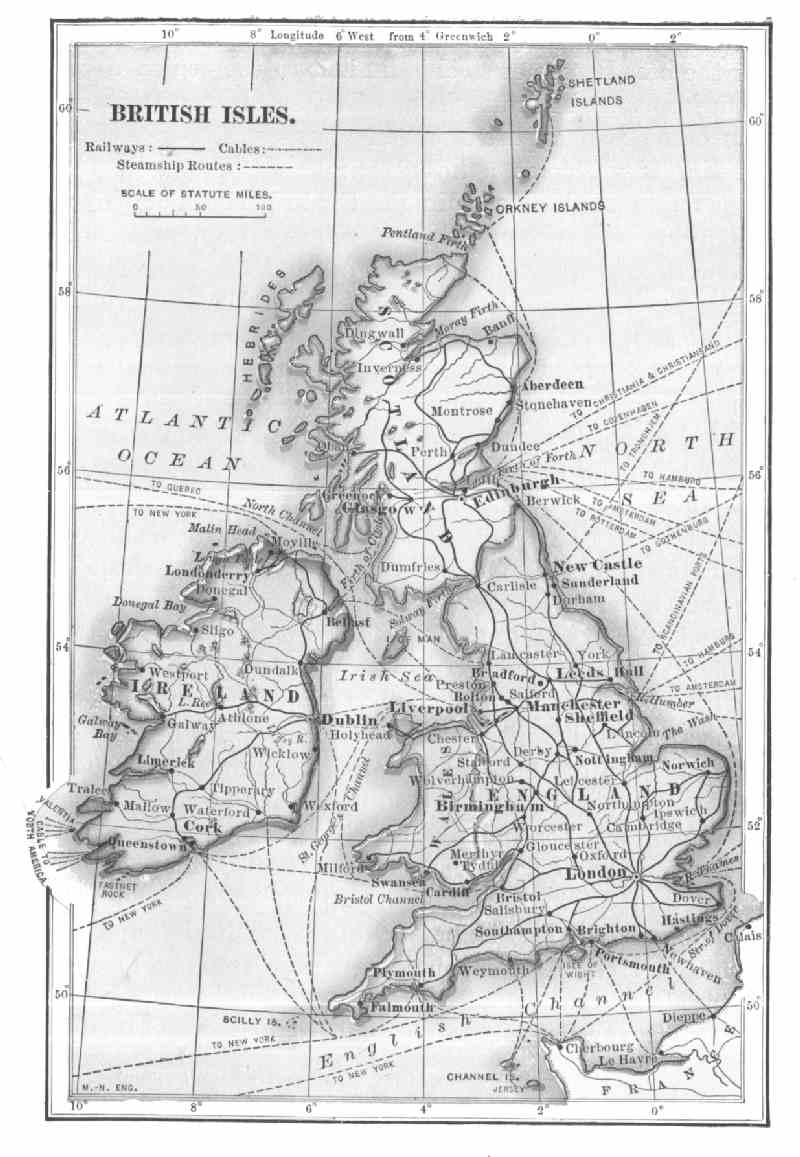 10° 8° Longitude 6° West from 4° Greenwich 2° 0° 2°
SHETLAND
ISLANDS
60° 60°
BRITISH ISLES.
Railways: Cables:
Steamship Routes:
SCALE OF STATUTE MILES.
0 50 100
ORKNEY ISLANDS
Pentland Firth
58° 58°
HEBRIDES
SCOTLAND
Moray Firth
Dingwall
Banff
Inverness
Aberdeen
Stonehaven
TO CHRISTIANIA & CHRISTIANSAND
Montrose
TO COPENHAGEN
TO TRONDHJEM
ATLANTIC
OCEAN
NORTH
SEA
Oban
Perth
Dundee
Firth of Forth
Leith
56° 56°
TO HAMBURG
TO QUEBEC
TO NEW YORK
Greenock
Glasgow
Edinburgh
Berwick
TO AMSTERDAM
TO ROTTERDAM
TO GOTHENBURG
North Channel
Malin Head
Moville
Firth of Clyde
Londonderry
Donegal
Dumfries
Carlisle
New Castle
Sunderland
Durham
Donegal Bay
Solway Firth
TO SCANDINAVIAN PORTS
Belfast
Sligo
I. OF MAN
54° 54°
TO HAMBURG
Lancaster
York
Westport
Dundalk
Irish Sea
Bradford
Leeds
Hull
Preston
TO AMSTERDAM
IRELAND
L. Ree
Bolton
Salford
R. Humber
Liverpool
Manchester
Galway
Athlone
Dublin
Sheffield
Galway
Bay
Holyhead
Lincoln
The Wash
Chester
Wicklow
Derby
Nottingham
Limerick
Stafford
Norwich
WALES
Wolverhampton
Leicester
ENGLAND
Tralee
Tipperary
St. George's Channel
Birmingham
Northampton
Mallow
Waterford
Wexford
Ipswich
VALENTIA
Cambridge
52° 52°
Cork
Worcester
CABLE TO
NORTH AMERICA
Queenstown
Gloucester
Merthyr
Tydfil
Oxford
Milford
London
R. Thames
Swansea
Cardiff
FASTNET
ROCK
Bristol Channel
Bristol
Dover
Salisbury
TO NEW YORK
Hastings
Southampton
Brighton
Str. of Dover
Calais
Portsmouth
Newhaven
Plymouth
Weymouth
ISLE OF
WIGHT
50° 50°
Falmouth
English Channel
SCILLY IS.
Dieppe
TO NEW YORK
Cherbourg
Le Havre
TO NEW YORK
CHANNEL IS.
JERSEY
FRANCE
M.-N. ENG.
10° 8° 6° 4° 2° 0°